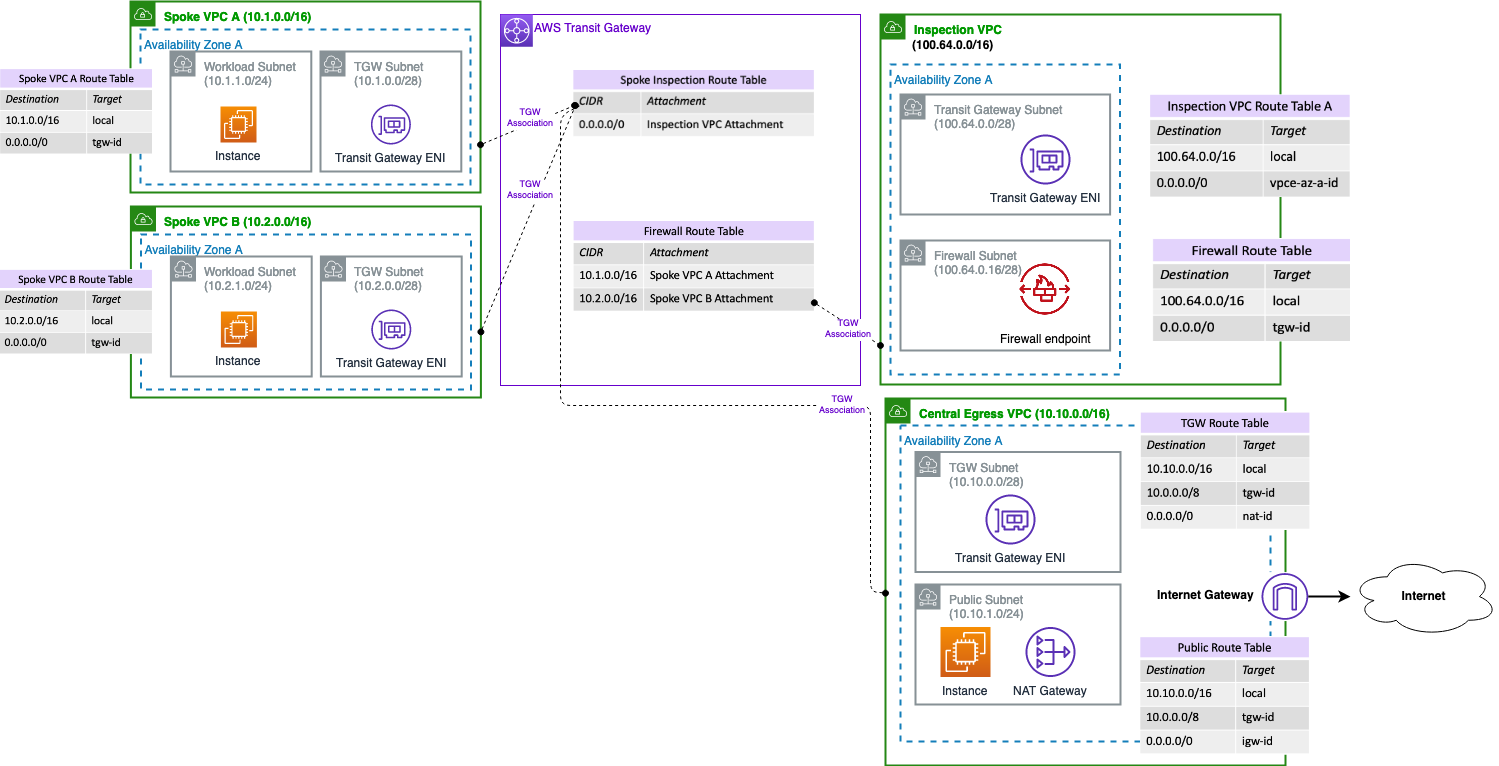 Spoke VPC A (10.1.0.0/16)
Availability Zone A
Workload Subnet
(10.1.1.0/24)
Instance
TGW Subnet
(10.1.0.0/28)
Transit Gateway ENI
Spoke VPC A Route Table
Destination Target
10.1.0.0/16 local
0.0.0.0/0 tgw-id
Spoke VPC B (10.2.0.0/16)
Availability Zone A
Workload Subnet
(10.2.1.0/24)
Instance
TGW Subnet
(10.2.0.0/28)
Transit Gateway ENI
Spoke VPC B Route Table
Destination Target
10.2.0.0/16 local
0.0.0.0/0 tgw-id
TGW
Association
TGW
Association
AWS Transit Gateway
Spoke Inspection Route Table
CIDR Attachment
0.0.0.0/0 Inspection VPC Attachment
Firewall Route Table
CIDR Attachment
10.1.0.0/16 Spoke VPC A Attachment
10.2.0.0/16 Spoke VPC B Attachment
TGW
Association
TGW
Association
Inspection VPC
(100.64.0.0/16)
Availability Zone A
Transit Gateway Subnet
(100.64.0.0/28)
Transit Gateway ENI
Firewall Subnet
(100.64.0.16/28)
Firewall endpoint
Inspection VPC Route Table A
Destination Target
100.64.0.0/16 local
0.0.0.0/0 vpce-az-a-id
Firewall Route Table
Destination Target
100.64.0.0/16 local
0.0.0.0/0 tgw-id
Central Egress VPC (10.10.0.0/16)
Availability Zone A
TGW Subnet
(10.10.0.0/28)
Transit Gateway ENI
Public Subnet
(10.10.1.0/24)
Instance
NAT Gateway
TGW Route Table
Destination Target
10.10.0.0/16 local
10.0.0.0/8 tgw-id
0.0.0.0/0 nat-id
Internet Gateway
Internet
Public Route Table
Destination Target
10.10.0.0/16 local
10.0.0.0/8 tgw-id
0.0.0.0/0 igw-id